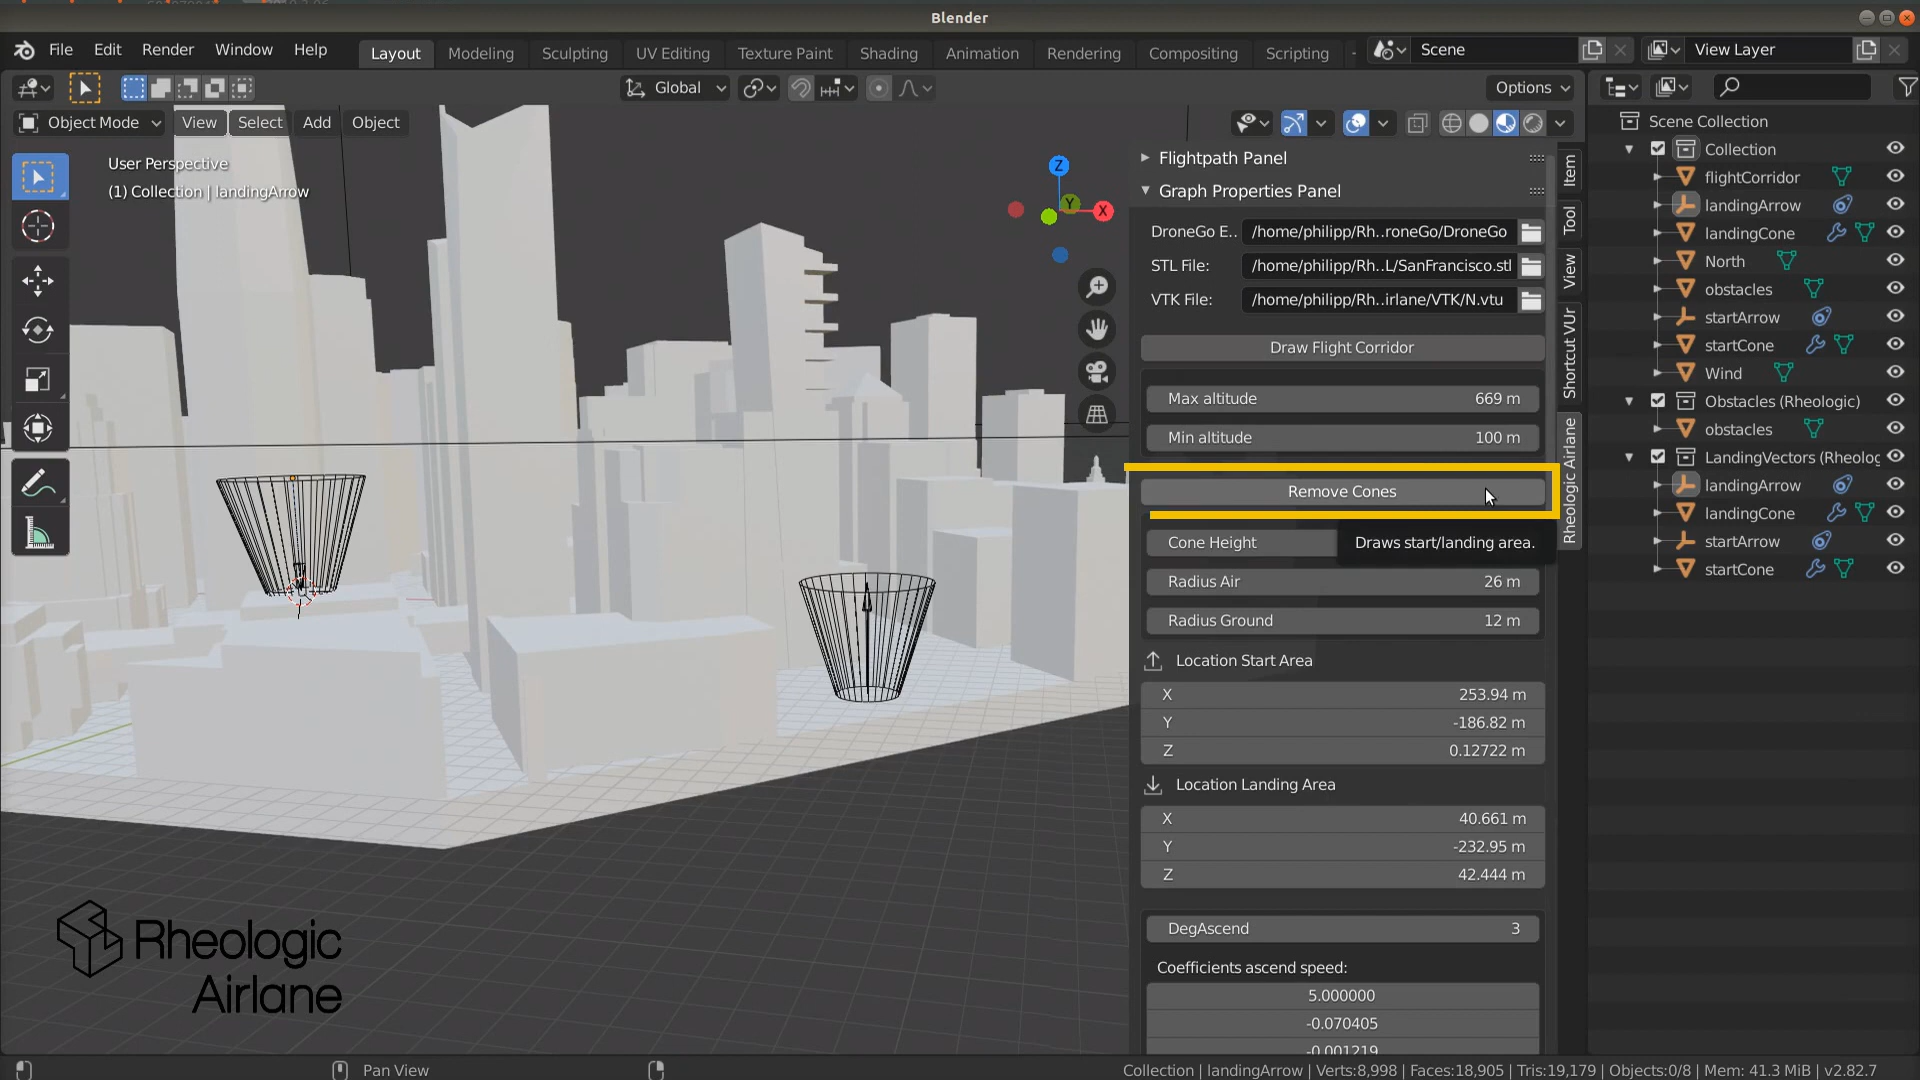 Blender
File Edit Render Window Help
Layout Modeling Sculpting UV Editing Texture Paint Shading Animation Rendering Compositing Scripting
Scene
View Layer
Global
Options
Object Mode View Select Add Object
User Perspective
(1) Collection | landingArrow
Z
Y
X
Flightpath Panel
Graph Properties Panel
DroneGo E.. /home/philipp/Rh..roneGo/DroneGo
STL File: /home/philipp/Rh..L/SanFrancisco.stl
VTK File: /home/philipp/Rh..irlane/VTK/N.vtu
Draw Flight Corridor
Max altitude 669 m
Min altitude 100 m
Remove Cones
Cone Height
Draws start/landing area.
Radius Air 26 m
Radius Ground 12 m
Location Start Area
X 253.94 m
Y -186.82 m
Z 0.12722 m
Location Landing Area
X 40.661 m
Y -232.95 m
Z 42.444 m
DegAscend 3
Coefficients ascend speed:
5.000000
-0.070405
-0.001219
Item
Tool
View
Shortcut VUr
Rheologic Airlane
Scene Collection
Collection
flightCorridor
landingArrow
landingCone
North
obstacles
startArrow
startCone
Wind
Obstacles (Rheologic)
obstacles
LandingVectors (Rheolog
landingArrow
landingCone
startArrow
startCone
Rheologic
Airlane
Pan View
Collection | landingArrow | Verts:8,998 | Faces:18,905 | Tris:19,179 | Objects:0/8 | Mem: 41.3 MiB | v2.82.7